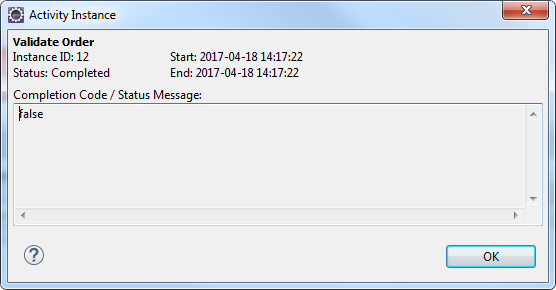 Activity Instance
Validate Order
Instance ID: 12 Start: 2017-04-18 14:17:22
Status: Completed End: 2017-04-18 14:17:22
Completion Code / Status Message:
false
?
OK